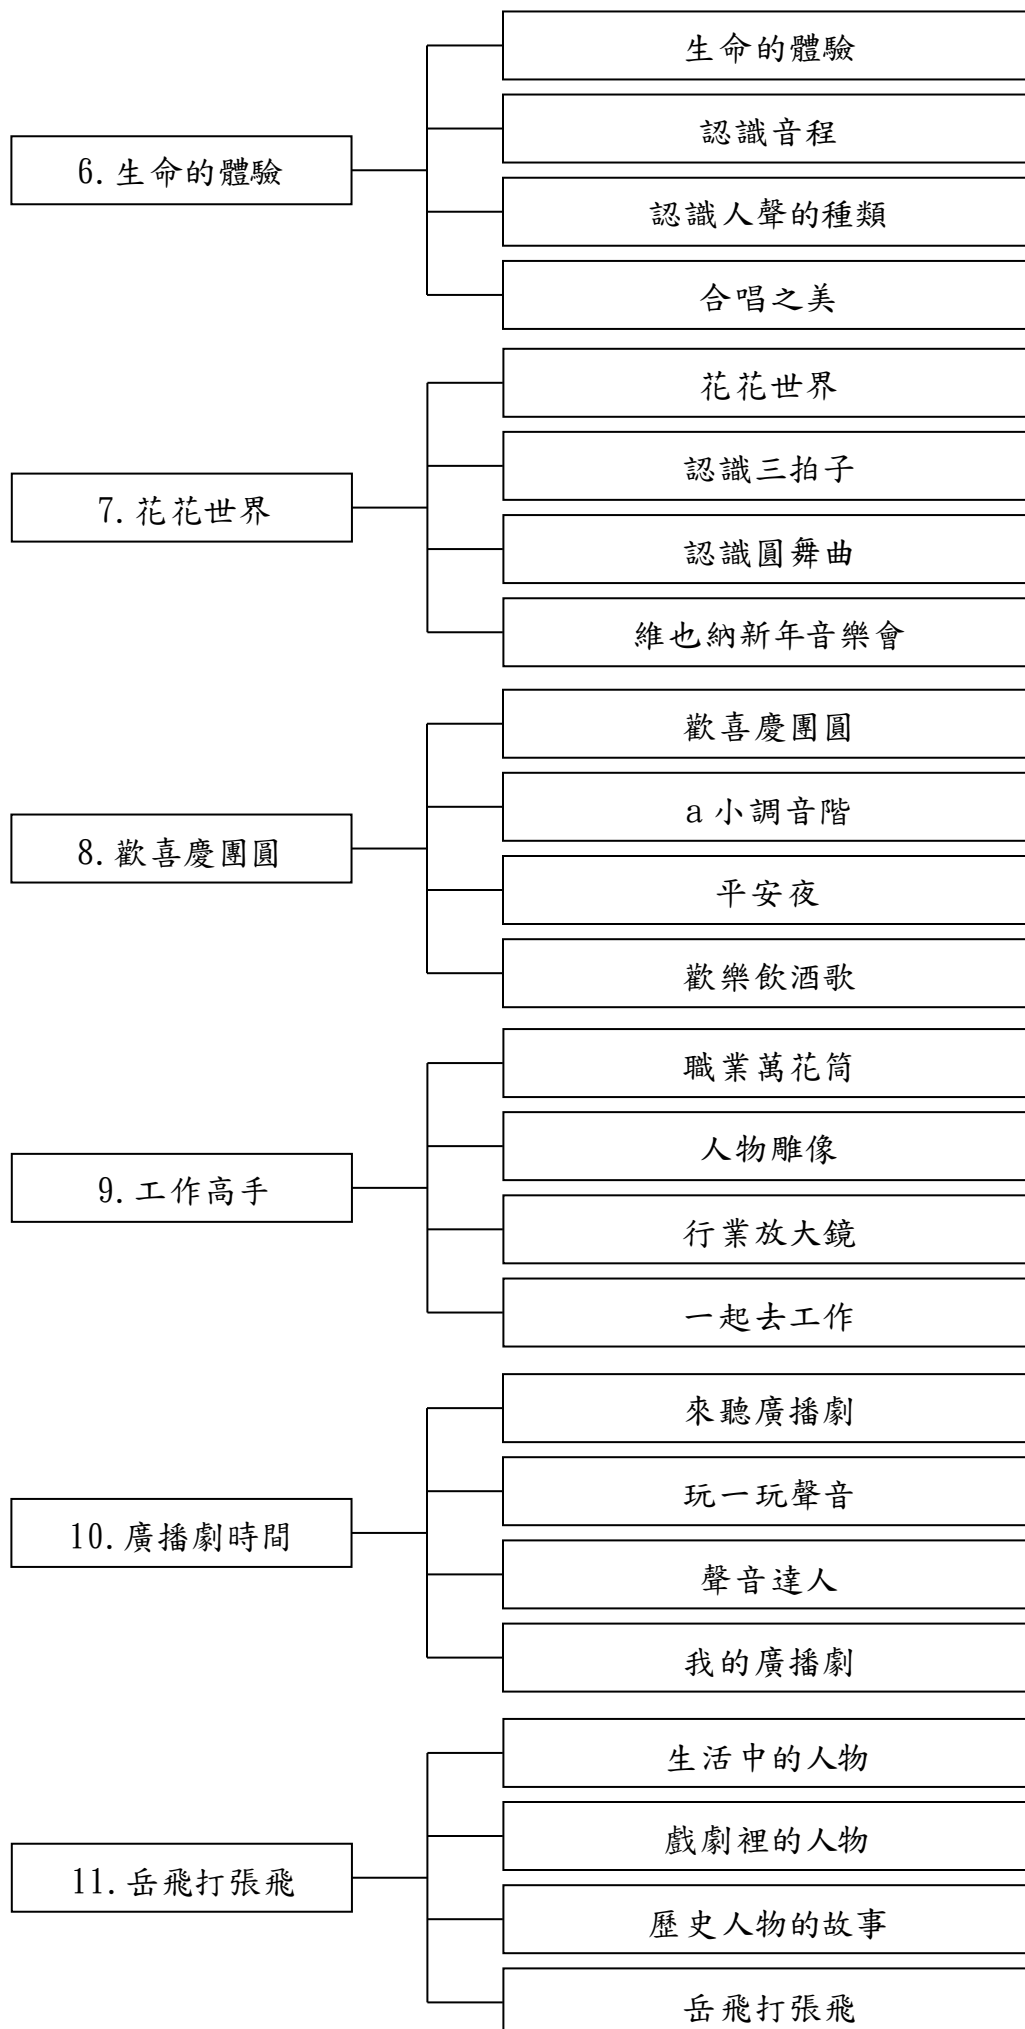 6.生命的體驗
生命的體驗
認識音程
認識人聲的種類
合唱之美
7.花花世界
花花世界
認識三拍子
認識圓舞曲
維也納新年音樂會
8.歡喜慶團圓
歡喜慶團圓
a 小調音階
平安夜
歡樂飲酒歌
9.工作高手
職業萬花筒
人物雕像
行業放大鏡
一起去工作
10.廣播劇時間
來聽廣播劇
玩一玩聲音
聲音達人
我的廣播劇
11.岳飛打張飛
生活中的人物
戲劇裡的人物
歷史人物的故事
岳飛打張飛